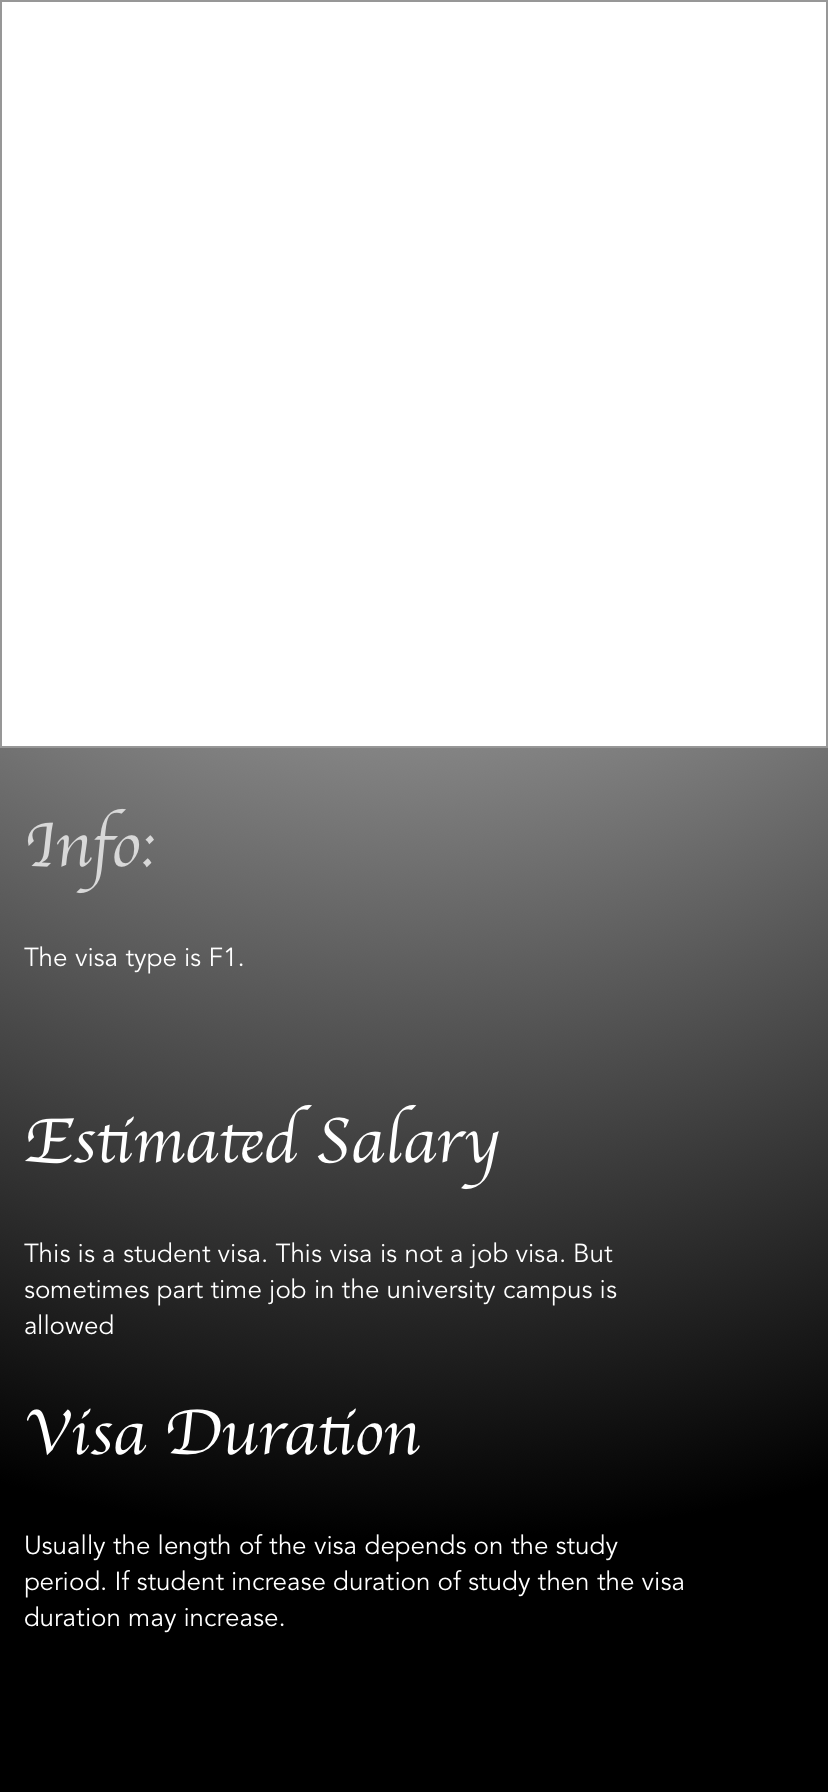 Info:
The visa type is F1.
Estimated Salary
This is a student visa. This visa is not a job visa. But
sometimes part time job in the university campus is
allowed
Visa Duration
Usually the length of the visa depends on the study
period. If student increase duration of study then the visa
duration may increase.